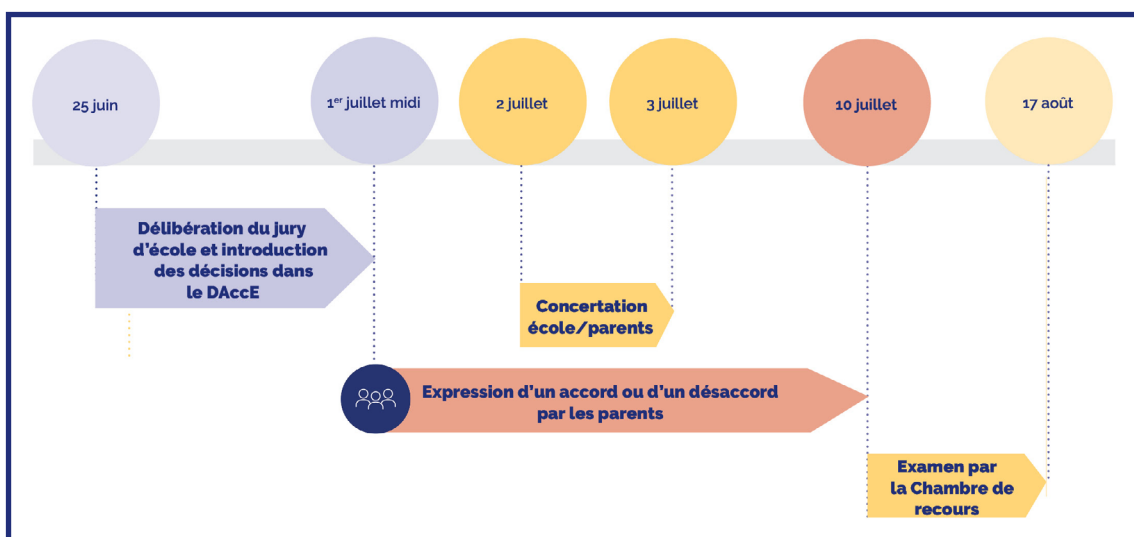 25 juin
1er juillet midi
2 juillet
3 juillet
10 juillet
17 août
Délibération du jury
d'école et introduction
des décisions dans
le DAccE
Concertation
école/parents
Expression d'un accord ou d'un désaccord
par les parents
Examen par
la Chambre de
recours